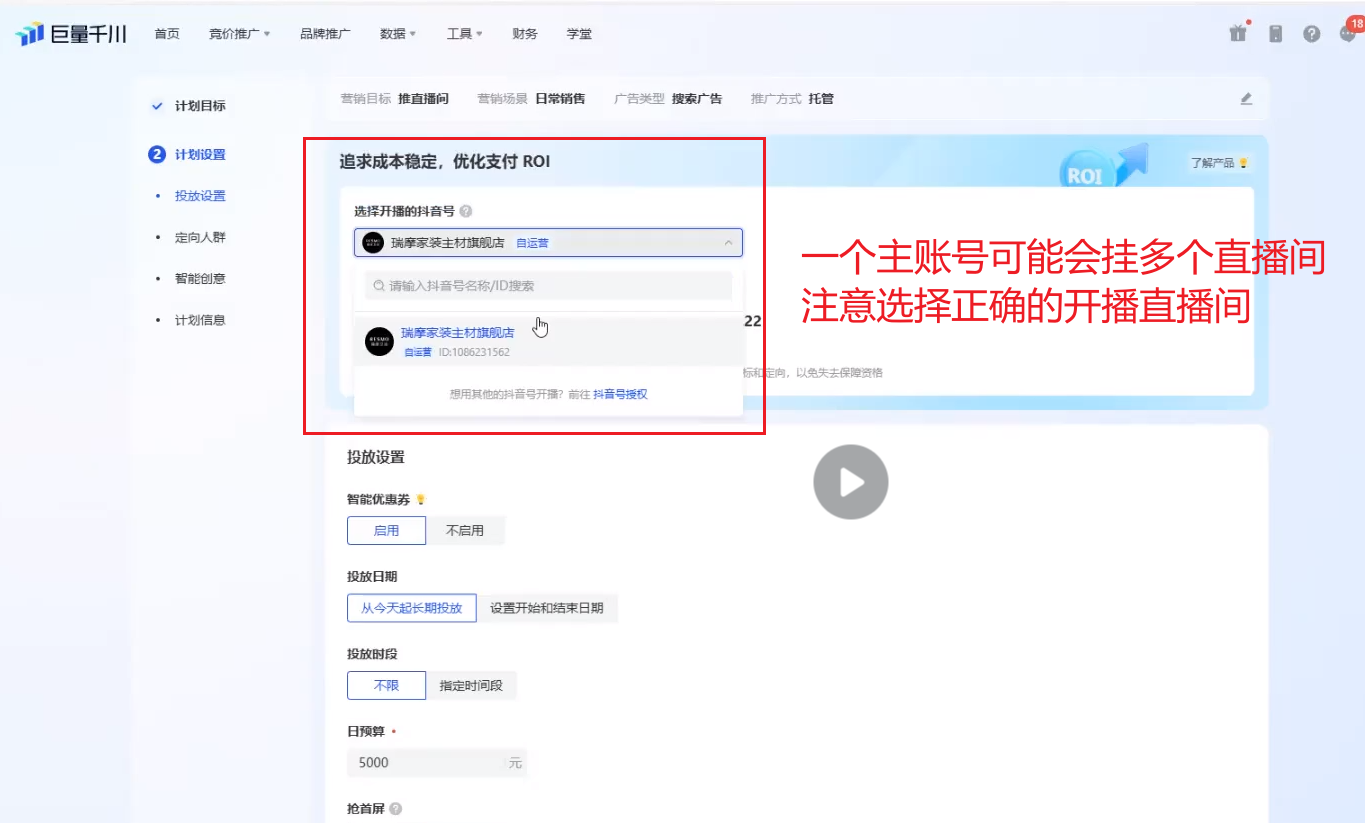 巨量千川 首页 竞价推广 品牌推广 数据 工具 财务 学堂 18
计划目标
2 计划设置
投放设置
定向人群
智能创意
计划信息
营销目标 推直播间 营销场景 日常销售 广告类型 搜索广告 推广方式 托管
追求成本稳定，优化支付 ROI
ROI
了解产品
选择开播的抖音号 ?
瑞摩家装主材旗舰店 自运营
请输入抖音号名称/ID搜索
瑞摩家装主材旗舰店
自运营 ID:1086231562
想用其他的抖音号开播？前往 抖音号授权
22
标和定向，以免失去保障资格
一个主账号可能会挂多个直播间
注意选择正确的开播直播间
投放设置
智能优惠券
启用 不启用
投放日期
从今天起长期投放 设置开始和结束日期
投放时段
不限 指定时间段
日预算
5000 元
抢首屏 ?